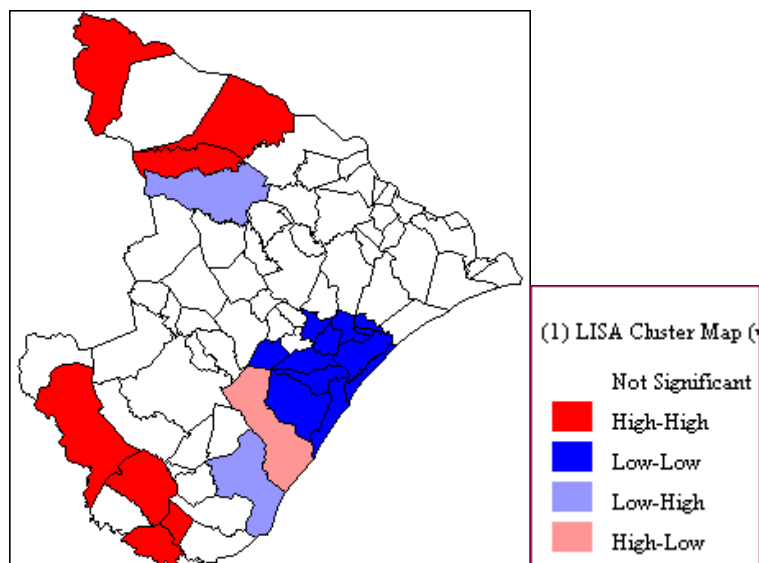 (1) LISA Cluster Map (v
Not Significant
High-High
Low-Low
Low-High
High-Low